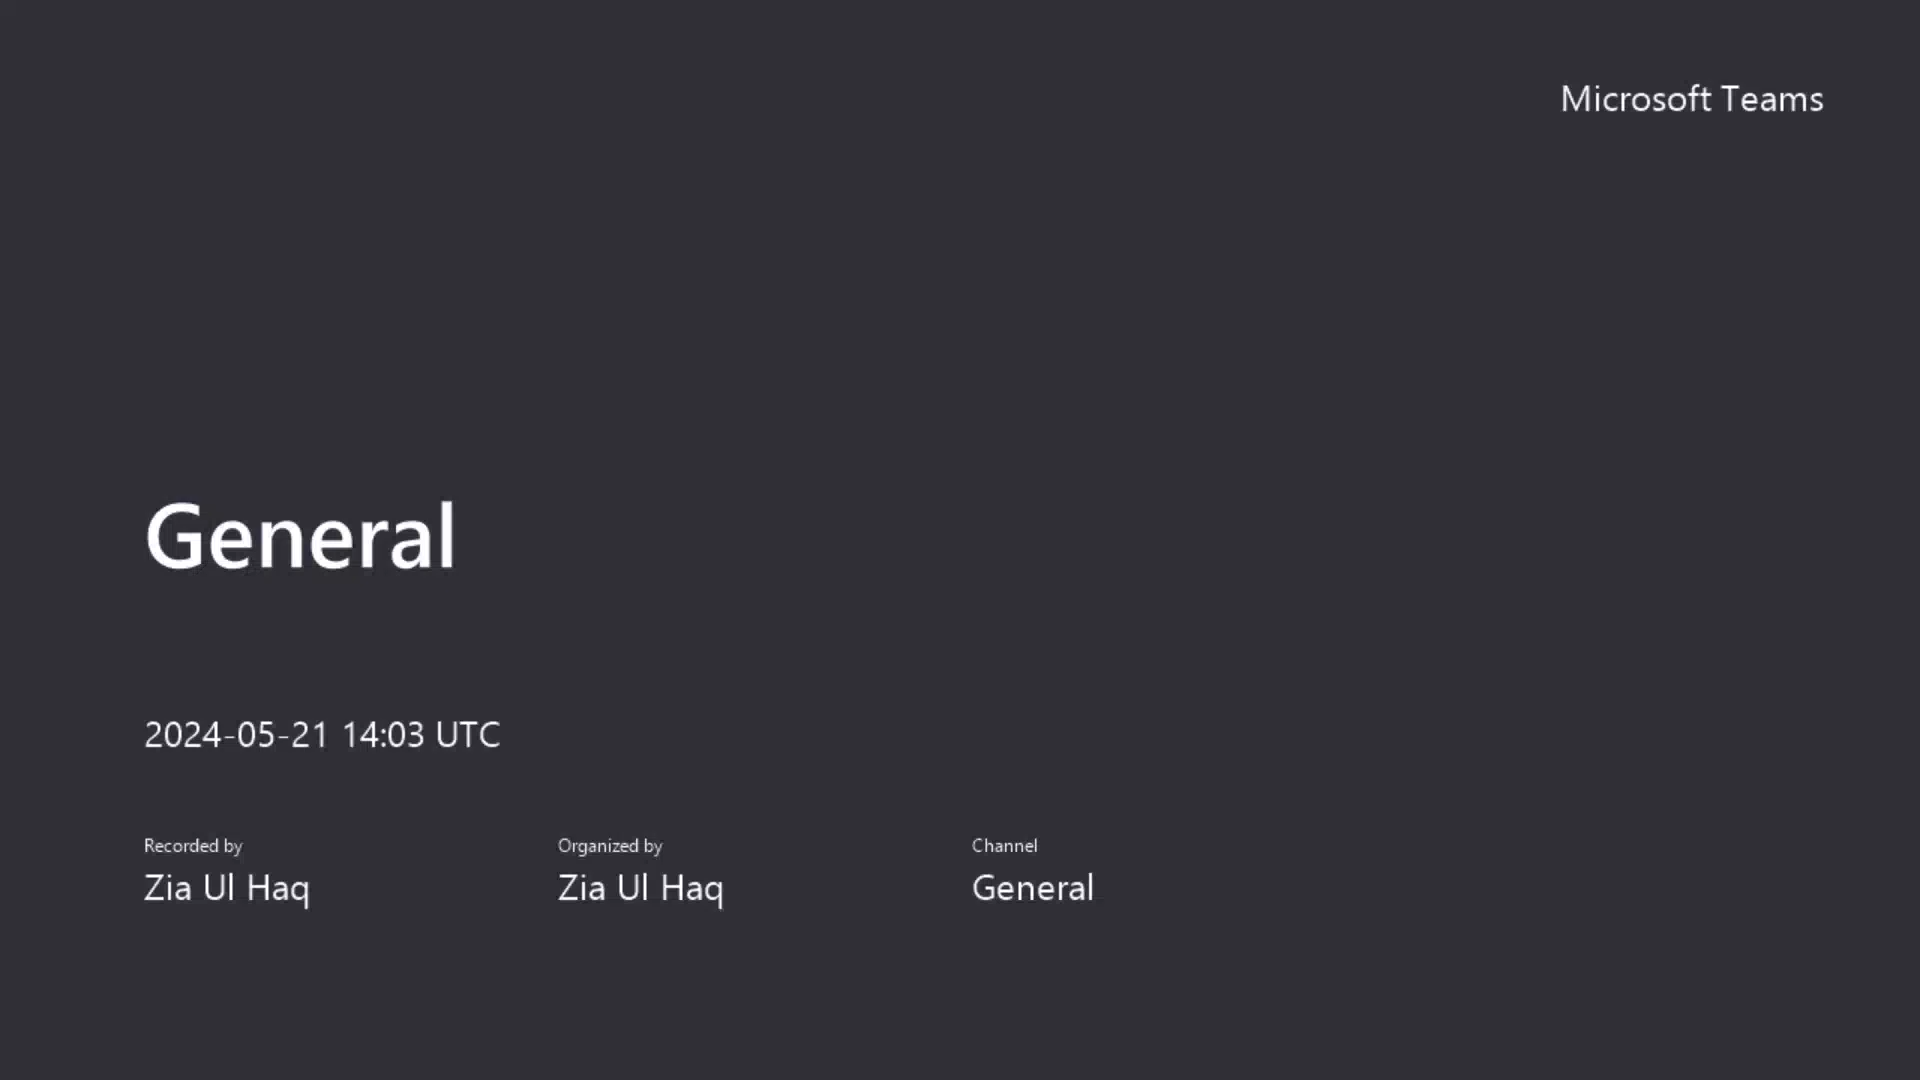 Microsoft Teams
General
2024-05-21 14:03 UTC
Recorded by
Zia Ul Haq
Organized by
Zia Ul Haq
Channel
General